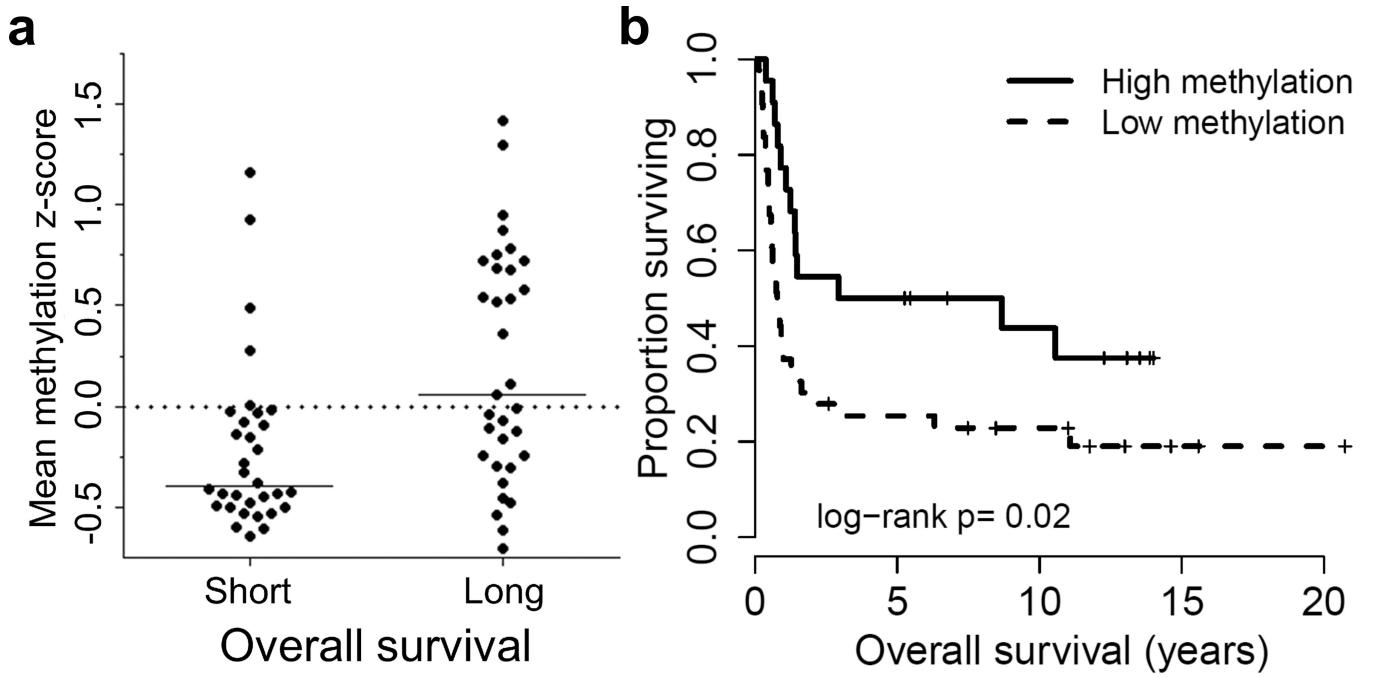 a
Mean methylation z-score
1.5
1.0
0.5
0.0
-0.5
Short
Long
Overall survival
b
Proportion surviving
1.0
0.8
0.6
0.4
0.2
0.0
High methylation
Low methylation
log−rank p= 0.02
0
5
10
15
20
Overall survival (years)